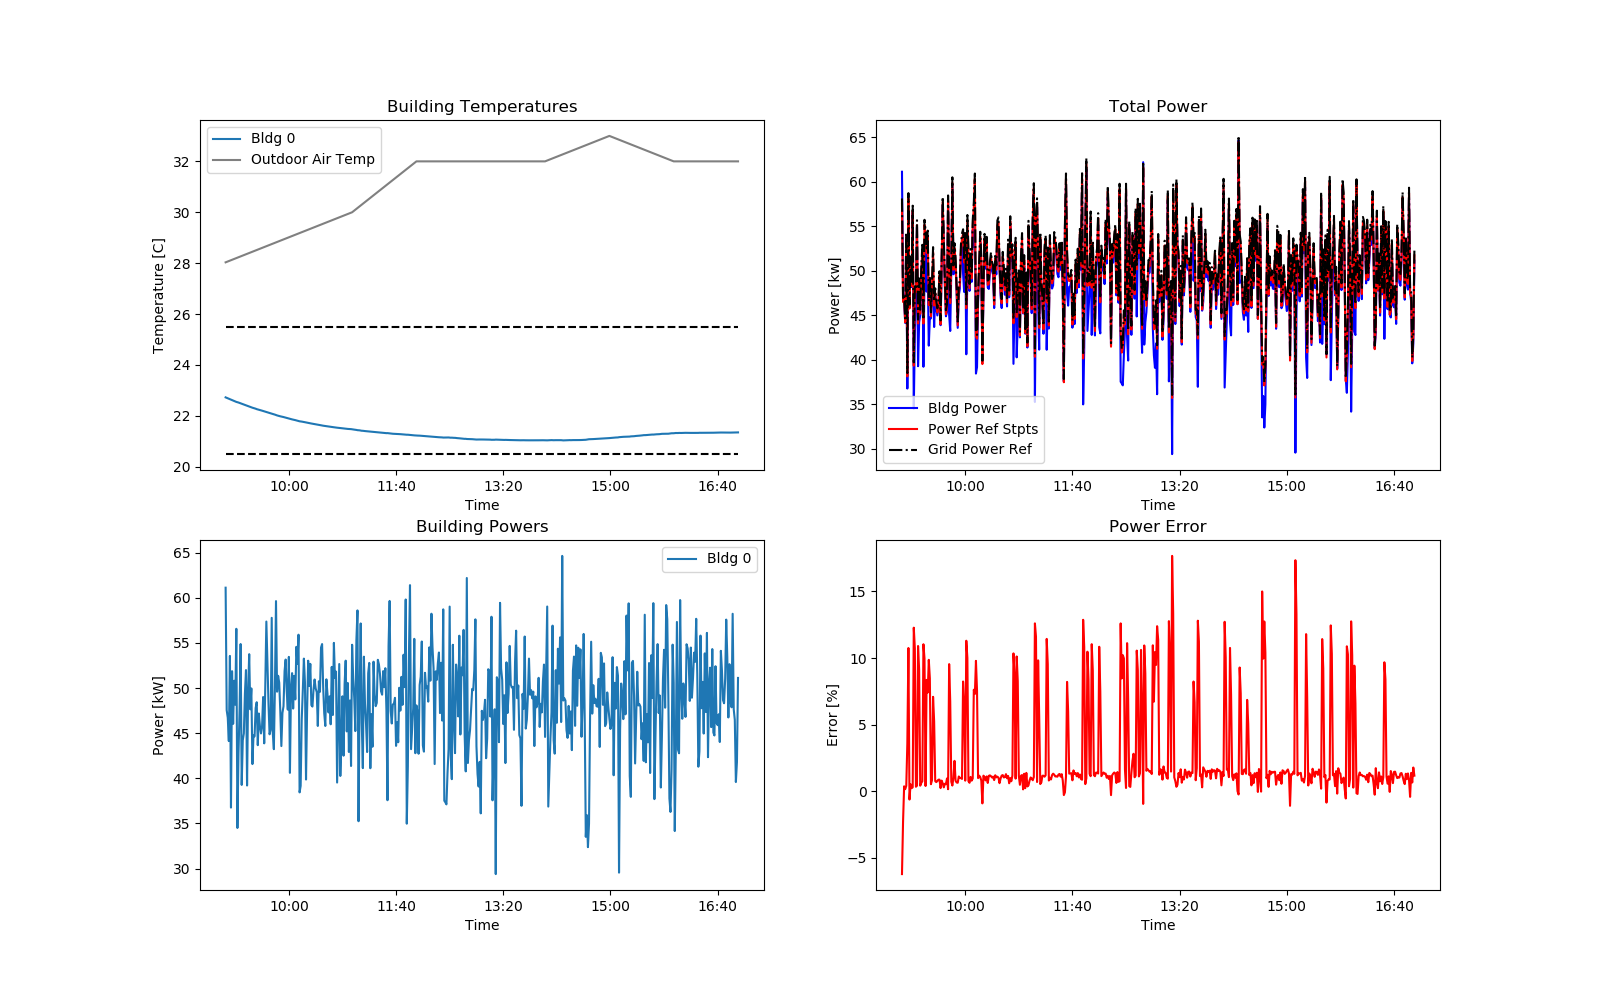 Building Temperatures
Bldg 0
Outdoor Air Temp
32
30
28
26
24
22
20
Temperature [C]
10:00 11:40 13:20 15:00 16:40
Time
Total Power
65
60
55
50
45
40
35
30
Power [kw]
Bldg Power
Power Ref Stpts
Grid Power Ref
10:00 11:40 13:20 15:00 16:40
Time
Building Powers
Bldg 0
65
60
55
50
45
40
35
30
Power [kW]
10:00 11:40 13:20 15:00 16:40
Time
Power Error
15
10
5
0
−5
Error [%]
10:00 11:40 13:20 15:00 16:40
Time